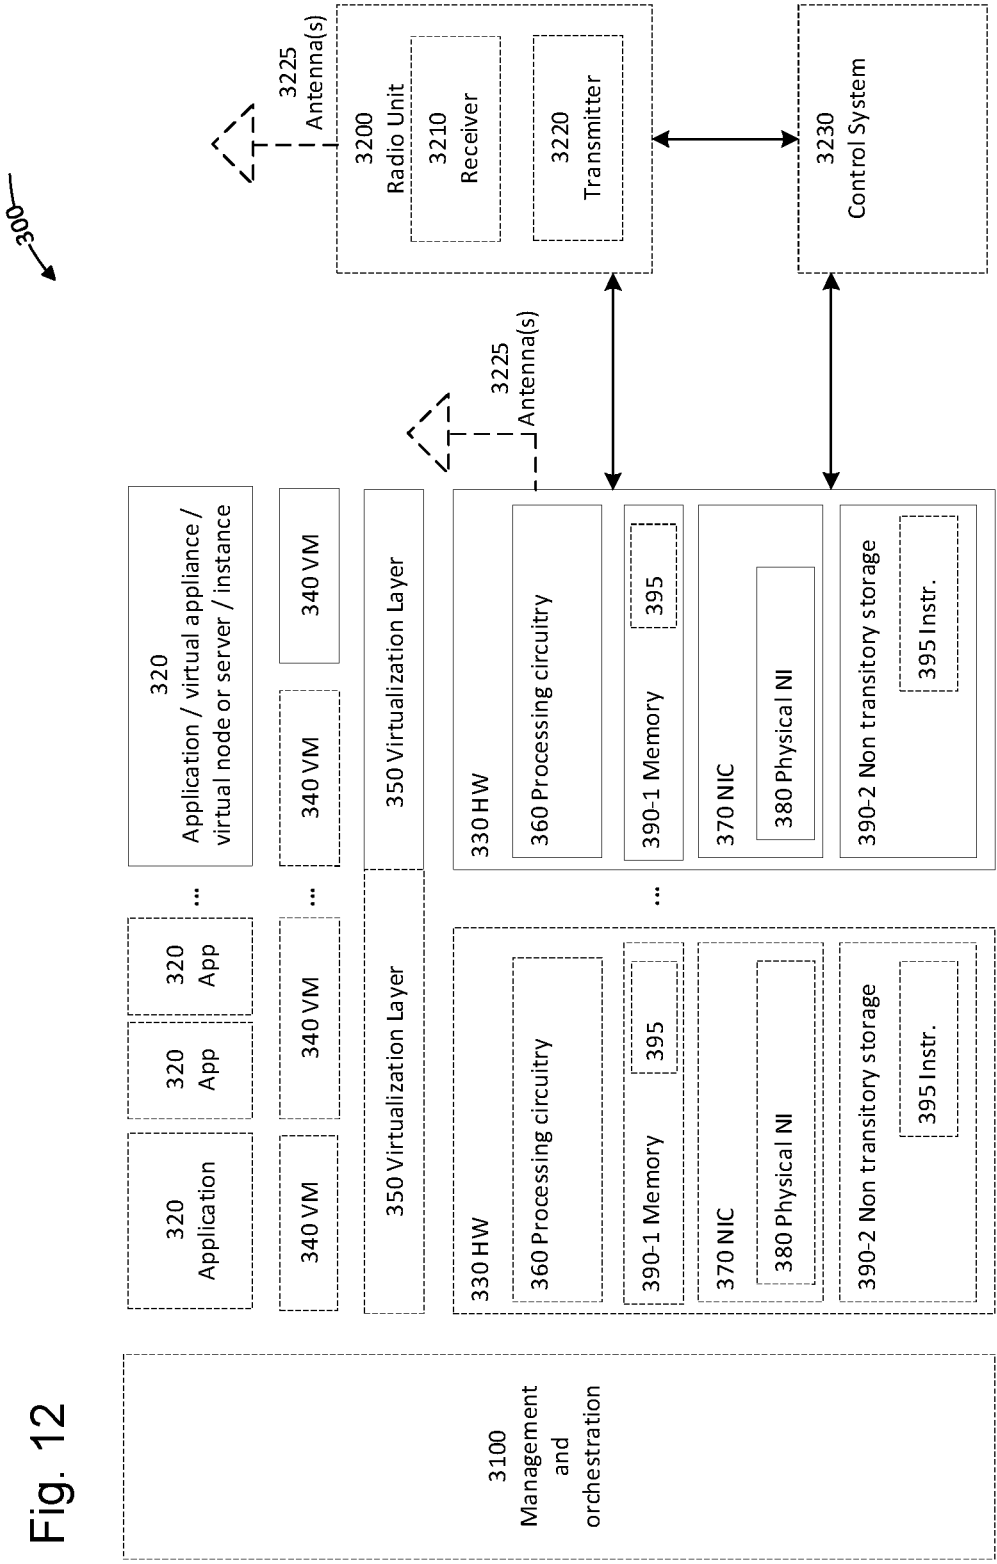 Fig. 12
300
3100
Management
and
orchestration
320
Application
320
App
320
App
...
320
Application / virtual appliance /
virtual node or server / instance
340 VM
340 VM
...
340 VM
340 VM
350 Virtualization Layer
350 Virtualization Layer
330 HW
360 Processing circuitry
390-1 Memory
395
370 NIC
380 Physical NI
390-2 Non transitory storage
395 Instr.
...
330 HW
360 Processing circuitry
390-1 Memory
395
370 NIC
380 Physical NI
390-2 Non transitory storage
395 Instr.
3225
Antenna(s)
3225
Antenna(s)
3200
Radio Unit
3210
Receiver
3220
Transmitter
3230
Control System